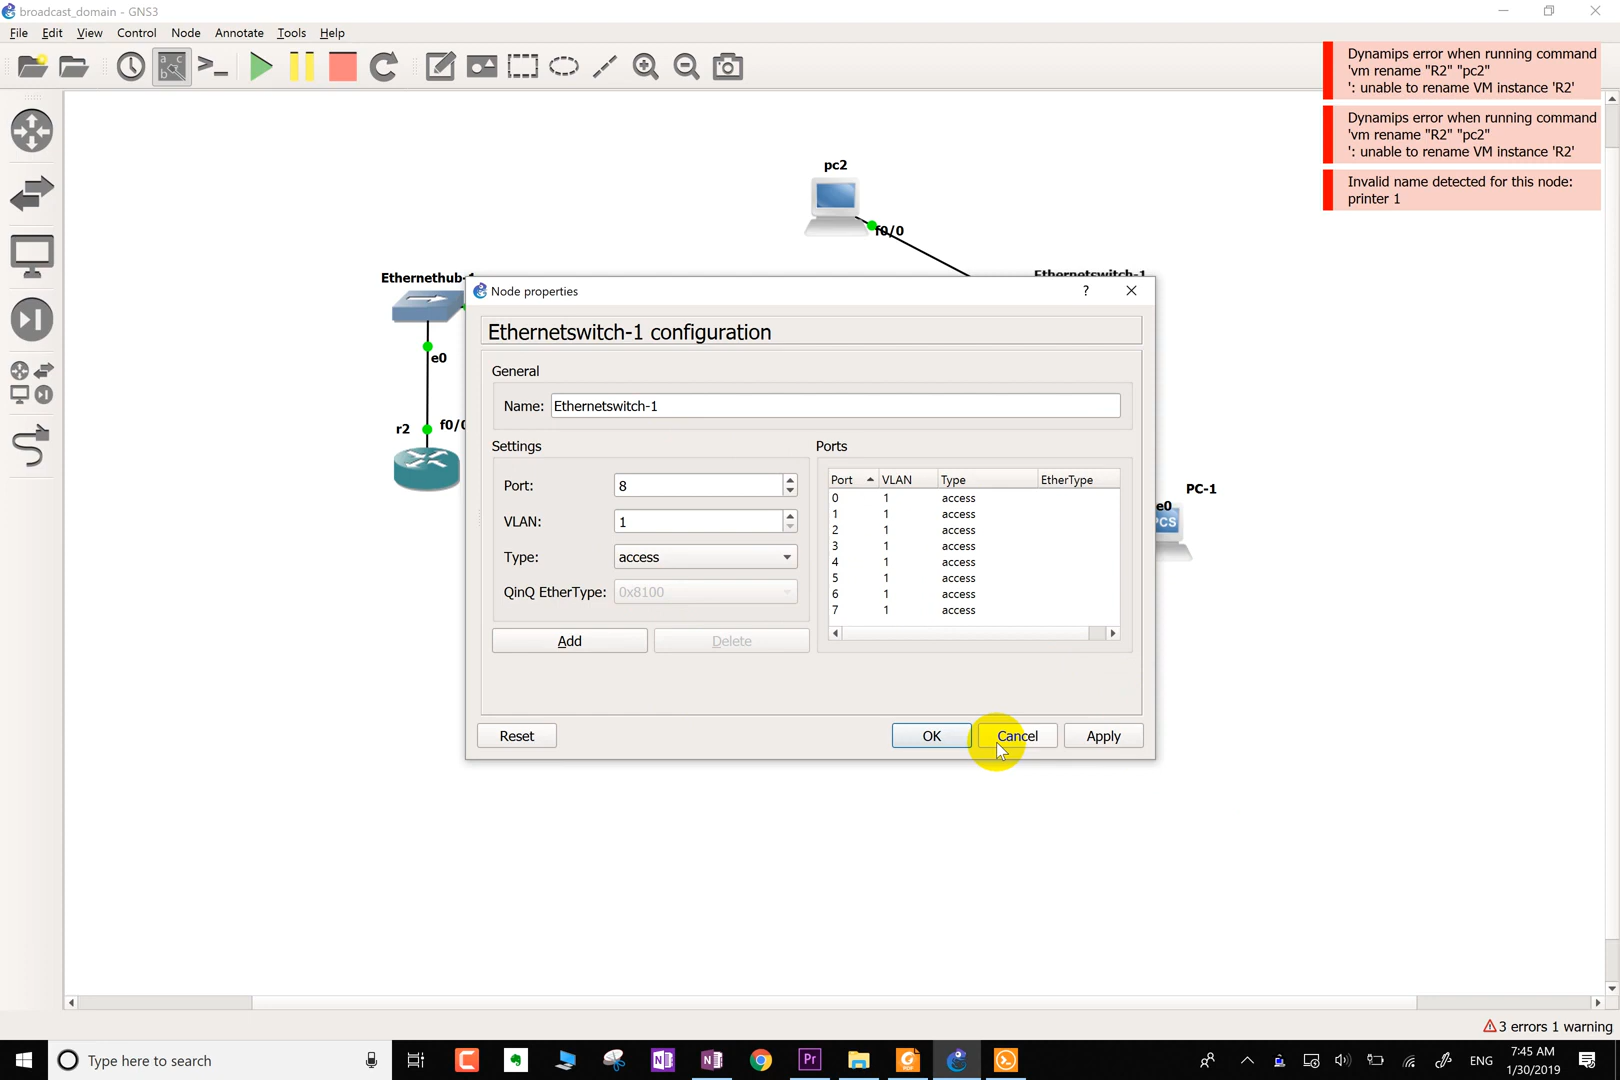 broadcast_domain - GNS3
File Edit View Control Node Annotate Tools Help
Dynamips error when running command
'vm rename "R2" "pc2"
': unable to rename VM instance 'R2'
Dynamips error when running command
'vm rename "R2" "pc2"
': unable to rename VM instance 'R2'
Invalid name detected for this node:
printer 1
pc2
f0/0
Ethernethub-1
Ethernetswitch-1
e0
r2 f0/0
PC-1
e0
PCS
Node properties
Ethernetswitch-1 configuration
General
Name: Ethernetswitch-1
Settings
Port: 8
VLAN: 1
Type: access
QinQ EtherType: 0x8100
Add Delete
Ports
Port VLAN Type EtherType
0 1 access
1 1 access
2 1 access
3 1 access
4 1 access
5 1 access
6 1 access
7 1 access
Reset OK Cancel Apply
3 errors 1 warning
Type here to search
Pr
ENG
7:45 AM
1/30/2019